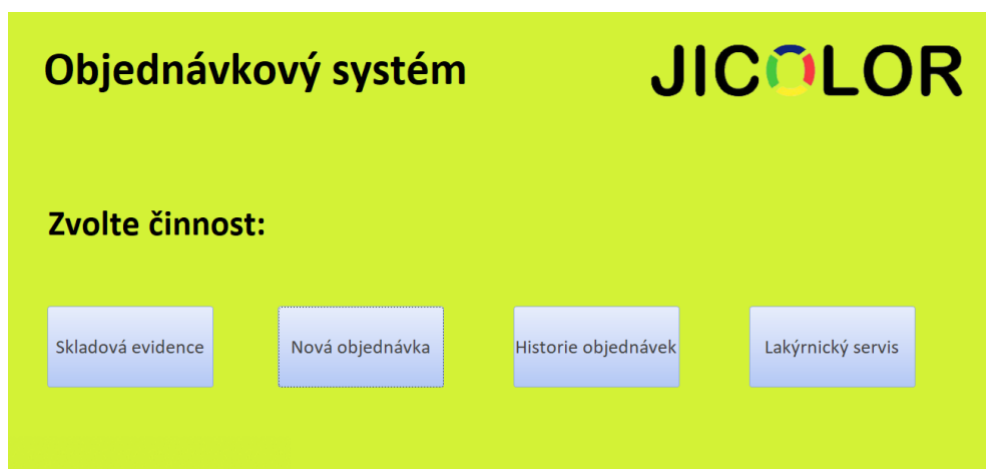 Objednávkový systém
JICOLOR
Zvolte činnost:
Skladová evidence
Nová objednávka
Historie objednávek
Lakýrnický servis